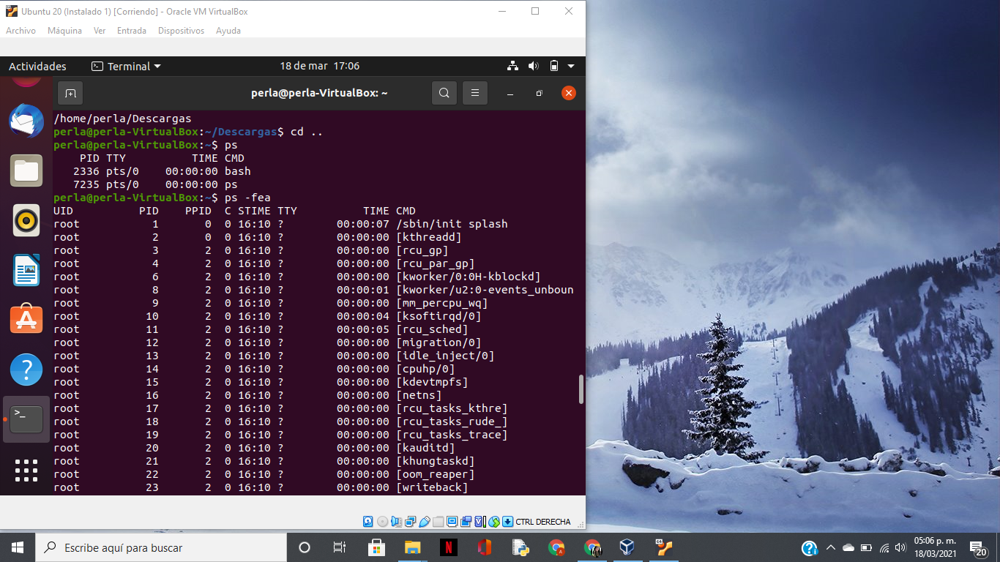 Ubuntu 20 (Instalado 1) [Corriendo] - Oracle VM VirtualBox
Archivo Máquina Ver Entrada Dispositivos Ayuda
Actividades Terminal 18 de mar 17:06
perla@perla-VirtualBox: ~
/home/perla/Descargas
perla@perla-VirtualBox:~/Descargas$ cd ..
perla@perla-VirtualBox:~$ ps
PID TTY TIME CMD
2336 pts/0 00:00:00 bash
7235 pts/0 00:00:00 ps
perla@perla-VirtualBox:~$ ps -fea
UID PID PPID C STIME TTY TIME CMD
root 1 0 0 16:10 ? 00:00:07 /sbin/init splash
root 2 0 0 16:10 ? 00:00:00 [kthreadd]
root 3 2 0 16:10 ? 00:00:00 [rcu_gp]
root 4 2 0 16:10 ? 00:00:00 [rcu_par_gp]
root 6 2 0 16:10 ? 00:00:00 [kworker/0:0H-kblockd]
root 8 2 0 16:10 ? 00:00:01 [kworker/u2:0-events_unboun
root 9 2 0 16:10 ? 00:00:00 [mm_percpu_wq]
root 10 2 0 16:10 ? 00:00:04 [ksoftirqd/0]
root 11 2 0 16:10 ? 00:00:05 [rcu_sched]
root 12 2 0 16:10 ? 00:00:00 [migration/0]
root 13 2 0 16:10 ? 00:00:00 [idle_inject/0]
root 14 2 0 16:10 ? 00:00:00 [cpuhp/0]
root 15 2 0 16:10 ? 00:00:00 [kdevtmpfs]
root 16 2 0 16:10 ? 00:00:00 [netns]
root 17 2 0 16:10 ? 00:00:00 [rcu_tasks_kthre]
root 18 2 0 16:10 ? 00:00:00 [rcu_tasks_rude_]
root 19 2 0 16:10 ? 00:00:00 [rcu_tasks_trace]
root 20 2 0 16:10 ? 00:00:00 [kauditd]
root 21 2 0 16:10 ? 00:00:00 [khungtaskd]
root 22 2 0 16:10 ? 00:00:00 [oom_reaper]
root 23 2 0 16:10 ? 00:00:00 [writeback]
CTRL DERECHA
Escribe aquí para buscar
05:06 p. m.
18/03/2021
20